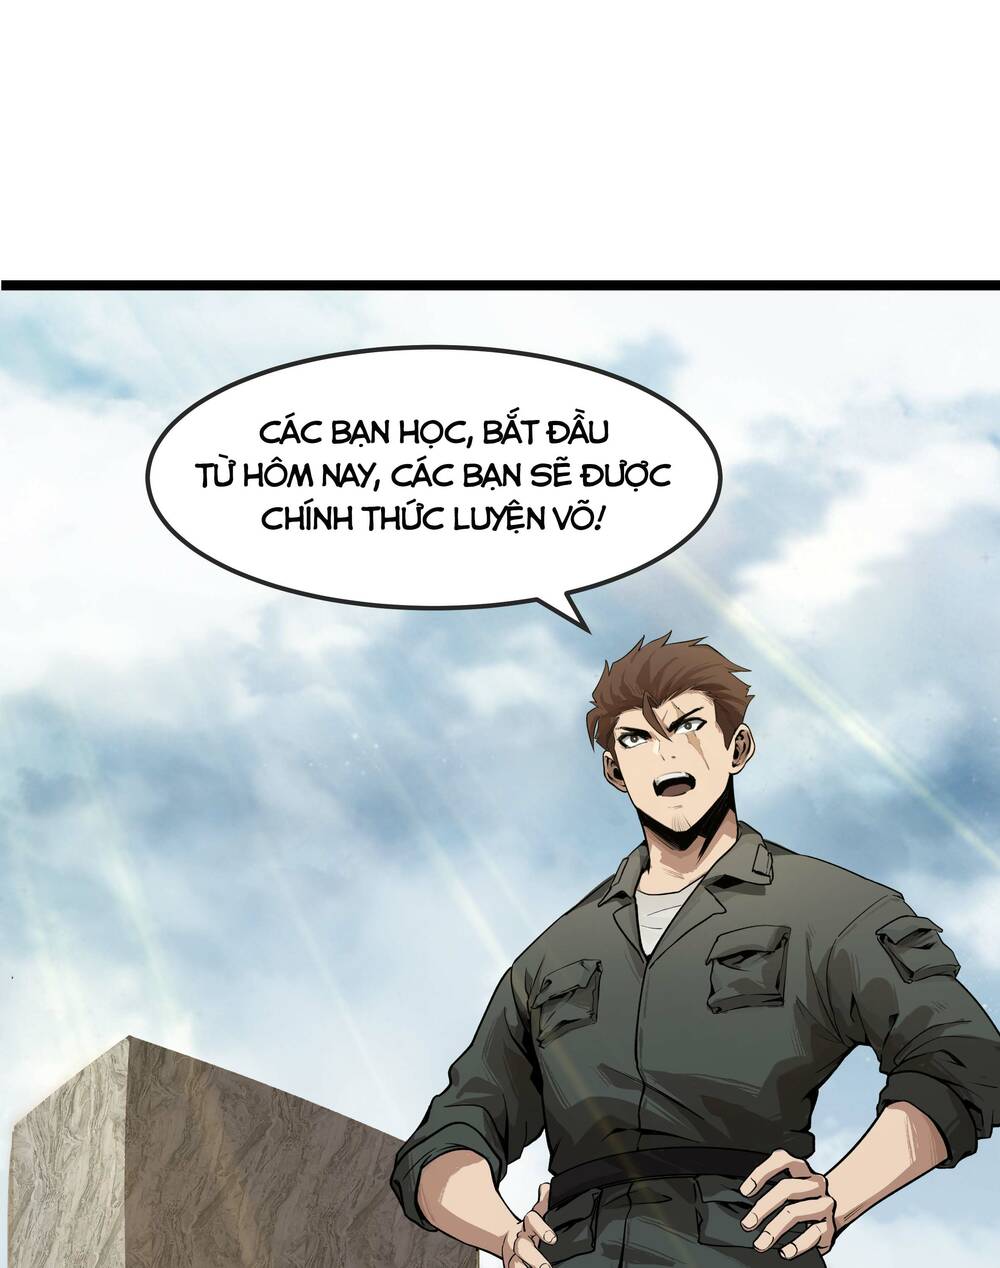 CÁC BẠN HỌC, BẮT ĐẦU
TỪ HÔM NAY, CÁC BẠN SẼ ĐƯỢC
CHÍNH THỨC LUYỆN VÕ!